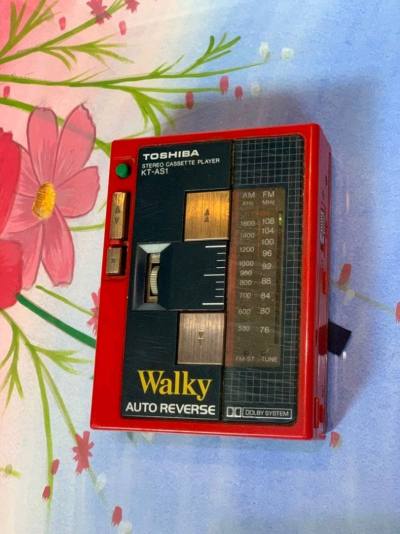 TOSHIBA
STEREO CASSETTE PLAYER
KT-AS1
AM FM
KHz MHz
1600 108
1400 104
100
1200 96
1000 92
900
800 88
700 84
600 80
530 76
FM-ST TUNE
Walky
AUTO REVERSE
DOLBY SYSTEM